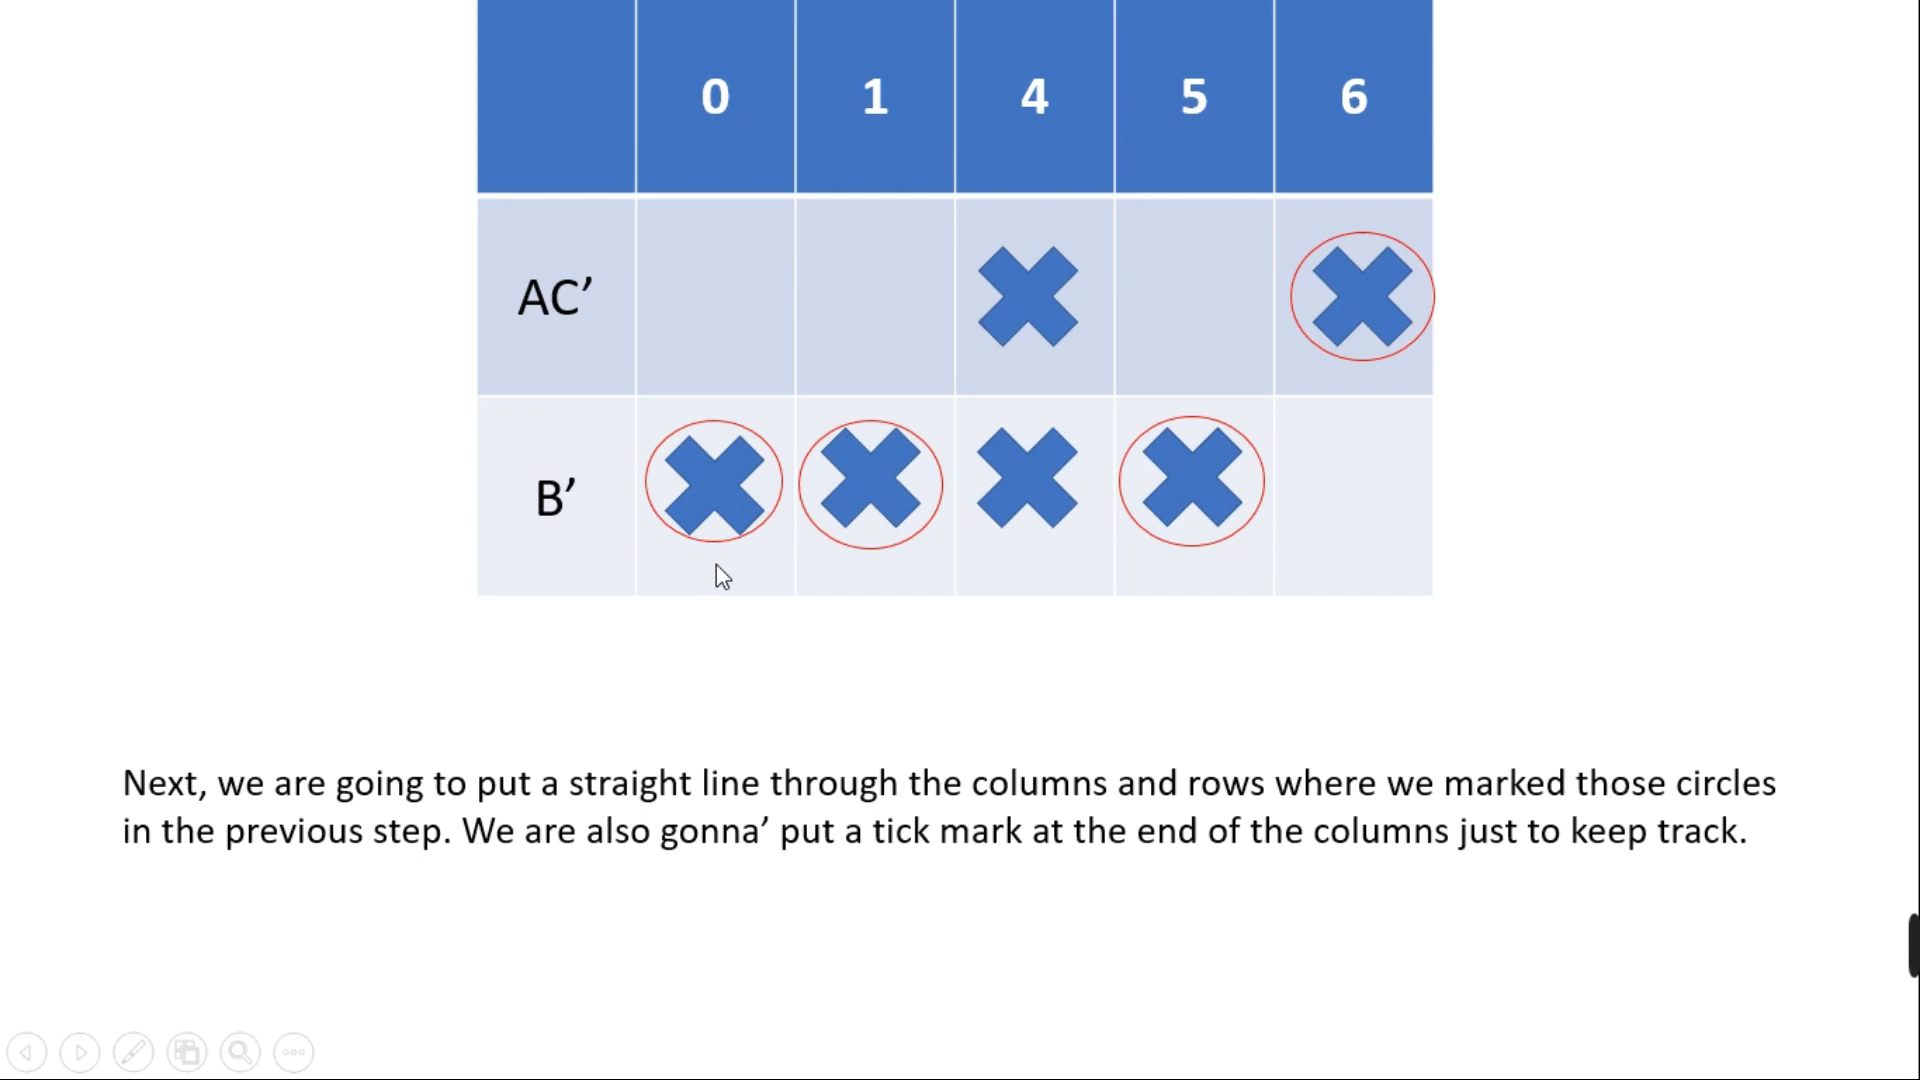 0 1 4 5 6
AC’
B’
Next, we are going to put a straight line through the columns and rows where we marked those circles
in the previous step. We are also gonna’ put a tick mark at the end of the columns just to keep track.